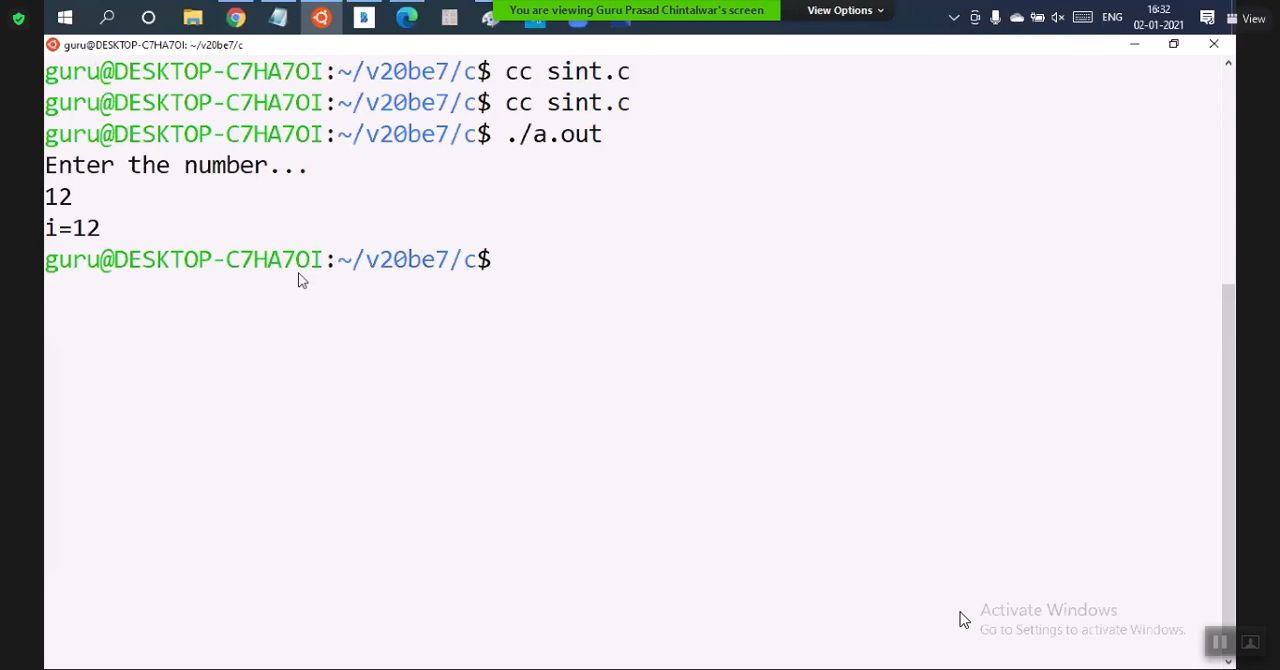 You are viewing Guru Prasad Chintalwar's screen
View Options
ENG
16:32
02-01-2021
View
guru@DESKTOP-C7HA7OI: ~/v20be7/c
guru@DESKTOP-C7HA7OI:~/v20be7/c$ cc sint.c
guru@DESKTOP-C7HA7OI:~/v20be7/c$ cc sint.c
guru@DESKTOP-C7HA7OI:~/v20be7/c$ ./a.out
Enter the number...
12
i=12
guru@DESKTOP-C7HA7OI:~/v20be7/c$
Activate Windows
Go to Settings to activate Windows.